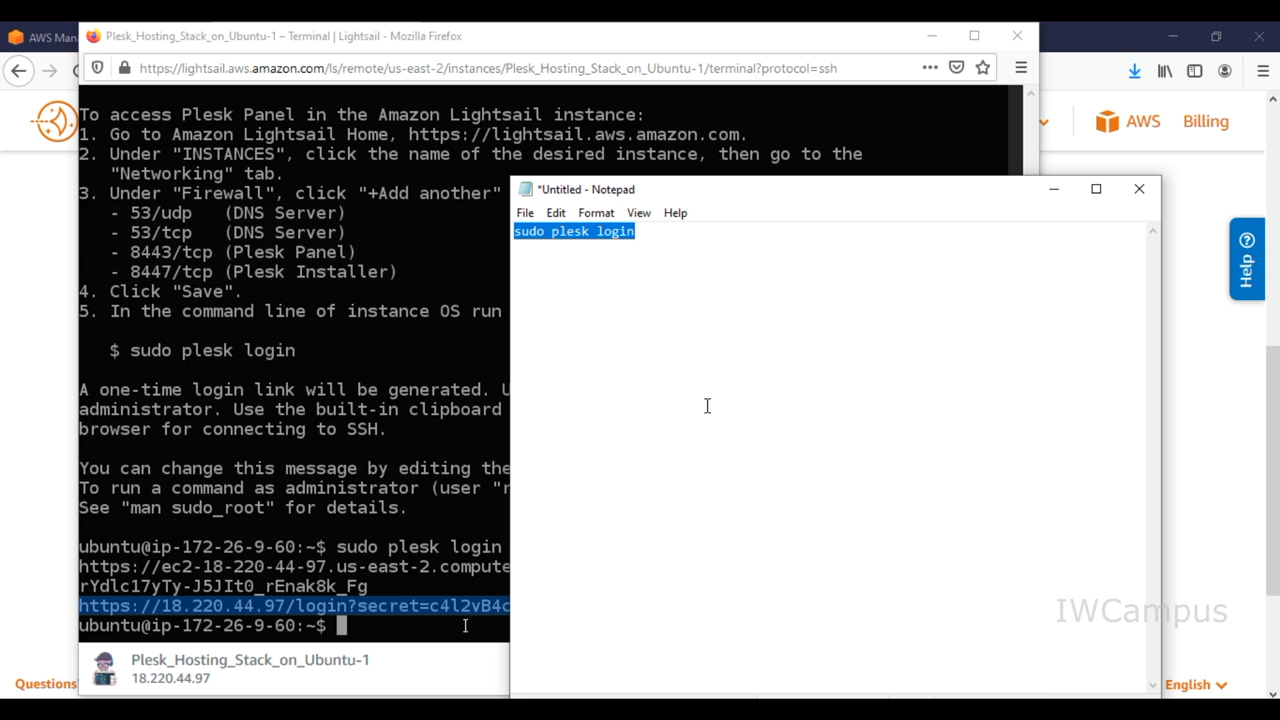 AWS Man
Plesk_Hosting_Stack_on_Ubuntu-1 – Terminal | Lightsail - Mozilla Firefox
https://lightsail.aws.amazon.com/ls/remote/us-east-2/instances/Plesk_Hosting_Stack_on_Ubuntu-1/terminal?protocol=ssh
AWS Billing
To access Plesk Panel in the Amazon Lightsail instance:
1. Go to Amazon Lightsail Home, https://lightsail.aws.amazon.com.
2. Under "INSTANCES", click the name of the desired instance, then go to the
"Networking" tab.
3. Under "Firewall", click "+Add another"
- 53/udp (DNS Server)
- 53/tcp (DNS Server)
- 8443/tcp (Plesk Panel)
- 8447/tcp (Plesk Installer)
4. Click "Save".
5. In the command line of instance OS run
$ sudo plesk login
A one-time login link will be generated. U
administrator. Use the built-in clipboard
browser for connecting to SSH.
You can change this message by editing the
To run a command as administrator (user "r
See "man sudo_root" for details.
ubuntu@ip-172-26-9-60:~$ sudo plesk login
https://ec2-18-220-44-97.us-east-2.compute
rYdlc17yTy-J5JIt0_rEnak8k_Fg
https://18.220.44.97/login?secret=c4l2vB4c
ubuntu@ip-172-26-9-60:~$
Plesk_Hosting_Stack_on_Ubuntu-1
18.220.44.97
*Untitled - Notepad
File Edit Format View Help
sudo plesk login
Help
IWCampus
Questions
English